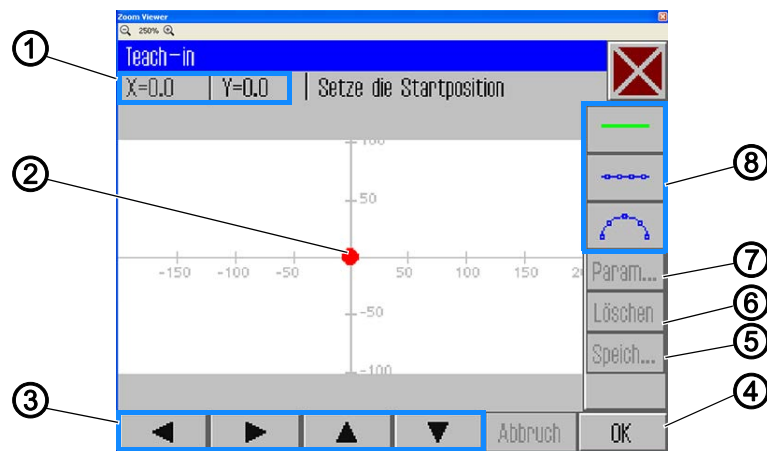 Zoom Viewer
250%
Teach-in
X=0.0 Y=0.0 Setze die Startposition
100
50
-150 -100 -50 50 100 150 2
-50
-100
Param...
Löschen
Speich...
Abbruch OK
1
2
3
8
7
6
5
4